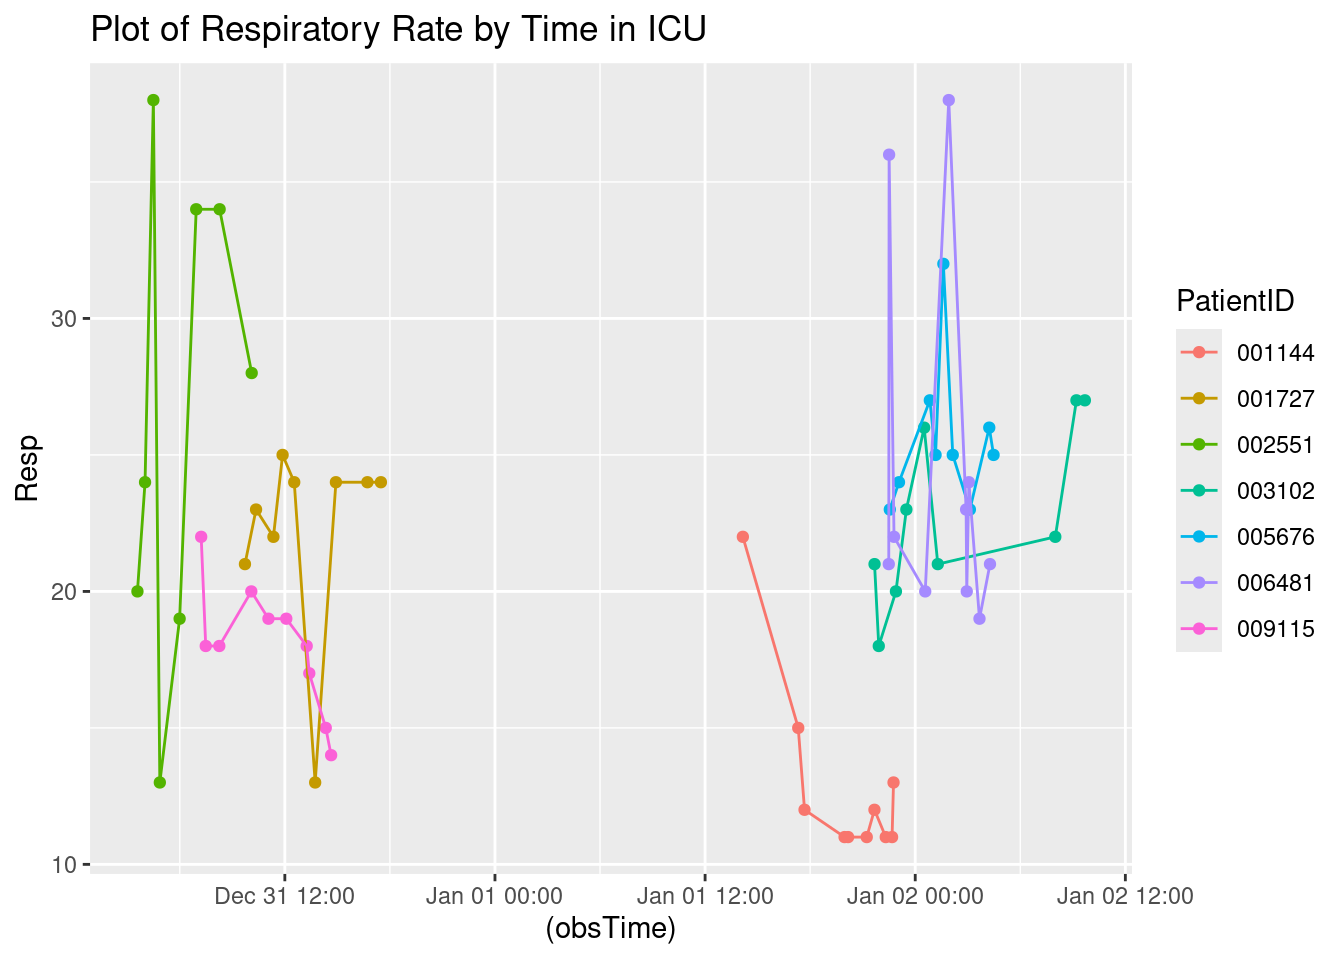 Plot of Respiratory Rate by Time in ICU
Resp
30
20
10
Dec 31 12:00
Jan 01 00:00
Jan 01 12:00
Jan 02 00:00
Jan 02 12:00
(obsTime)
PatientID
001144
001727
002551
003102
005676
006481
009115